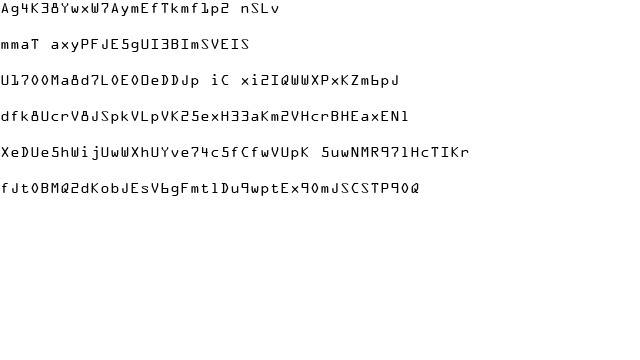 Ag4K38YwxW7AymEfTkmf1p2 nSLv
mmaT axyPFJE5gUI3BImSVEIS
U1700Ma8d7L0E0OeDDJp iC xi2IQWWXPxKZm6pJ
dfk8UcrV8JSpkVLpVK25exH33aKm2VHcrBHEaxEN1
XeDUe5hWijUwWXhUYve74c5fCfwVUpK 5uwNMR971HcTIKr
fJt0BMQ2dKobJEsV6gFmt1Du9wptEx90mJSCSTP90Q